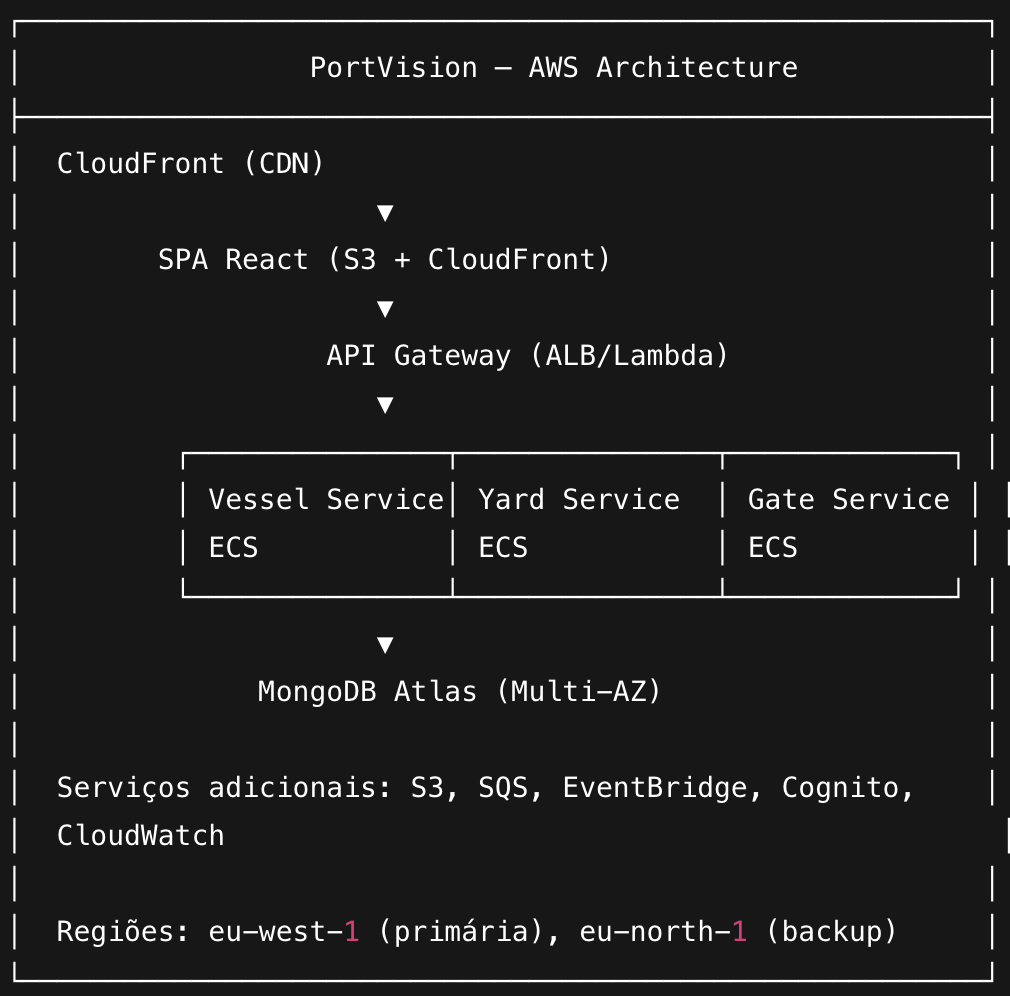 PortVision – AWS Architecture
CloudFront (CDN)
▼
SPA React (S3 + CloudFront)
▼
API Gateway (ALB/Lambda)
▼
Vessel Service Yard Service Gate Service
ECS ECS ECS
▼
MongoDB Atlas (Multi-AZ)
Serviços adicionais: S3, SQS, EventBridge, Cognito,
CloudWatch
Regiões: eu-west-1 (primária), eu-north-1 (backup)